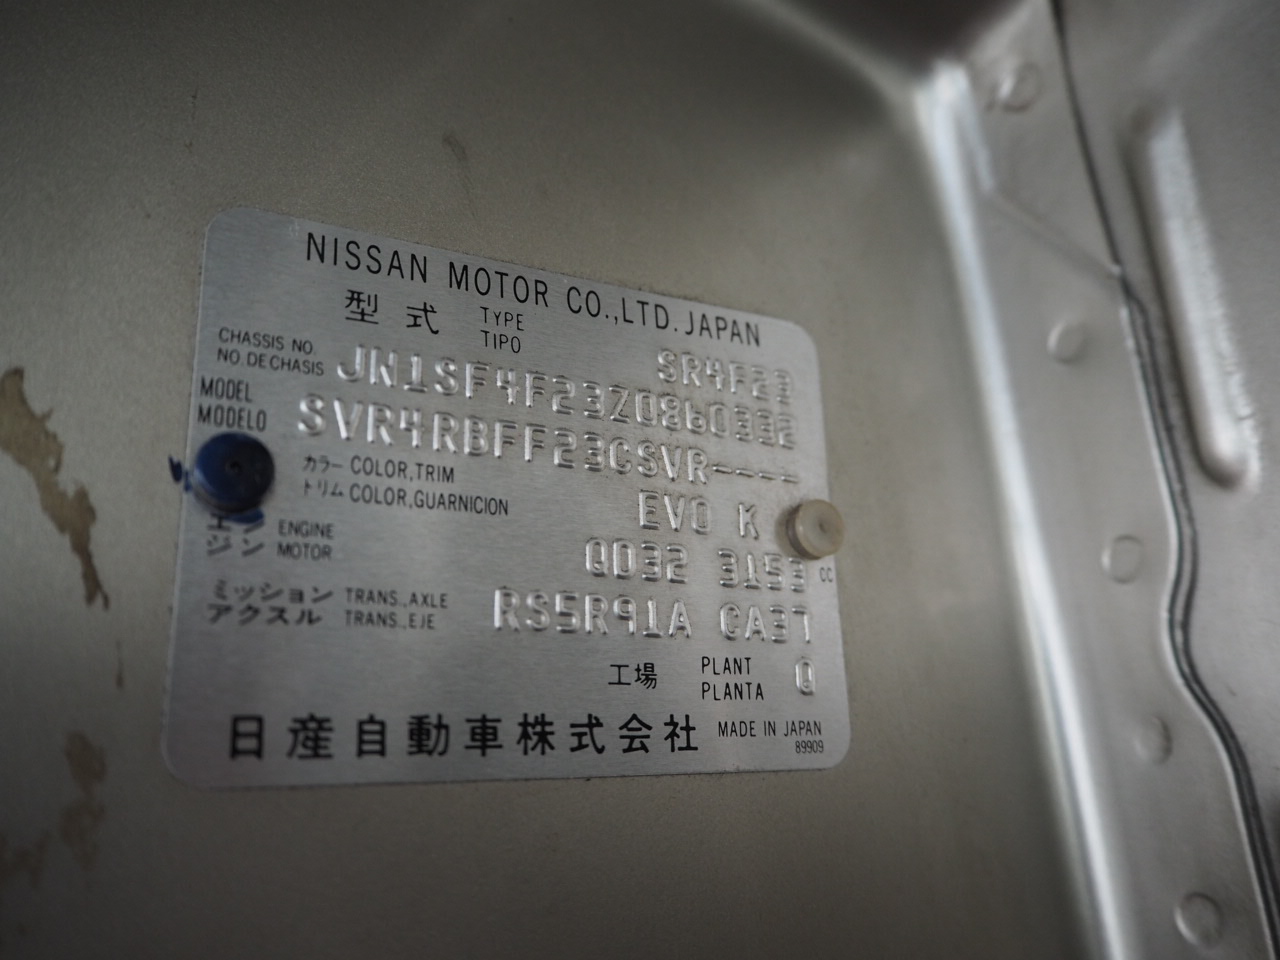 NISSAN MOTOR CO.,LTD. JAPAN
型式 TYPE TIPO SR4F23
CHASSIS NO. NO. DE CHASIS JN1SF4F23Z0860332
MODEL MODELO SVR4RBFF23CSVR----
カラー COLOR,TRIM
トリム COLOR,GUARNICION
EV0 K
エンジン ENGINE MOTOR QD32 3153 CC
ミッション TRANS.,AXLE
アクスル TRANS.,EJE
RS5R91A CA37
工場 PLANT PLANTA Q
日産自動車株式会社 MADE IN JAPAN
89909